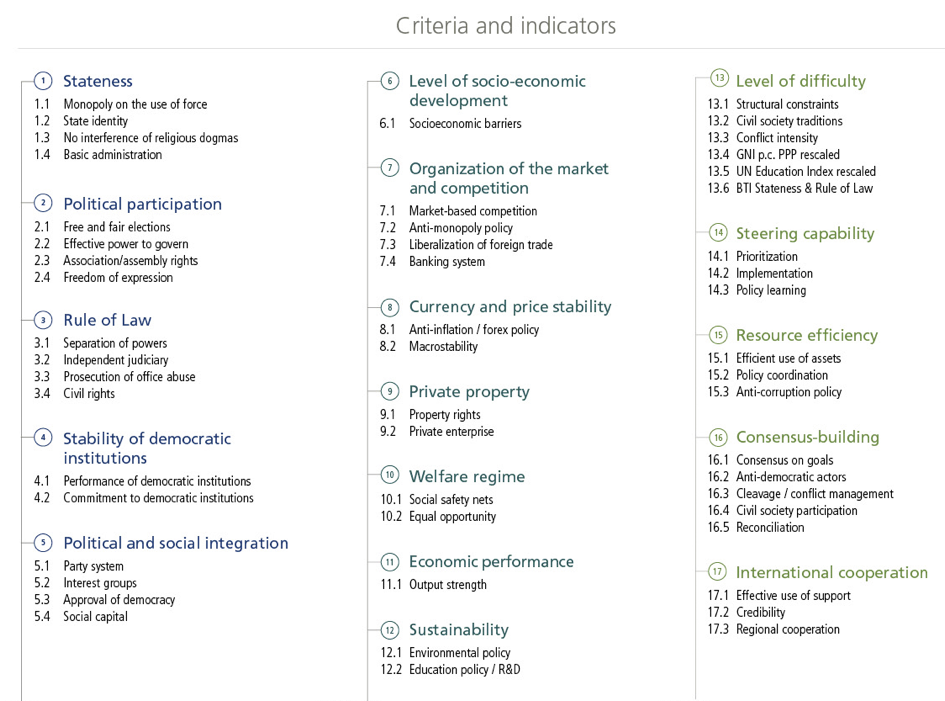 Criteria and indicators
1 Stateness
1.1 Monopoly on the use of force
1.2 State identity
1.3 No interference of religious dogmas
1.4 Basic administration
2 Political participation
2.1 Free and fair elections
2.2 Effective power to govern
2.3 Association/assembly rights
2.4 Freedom of expression
3 Rule of Law
3.1 Separation of powers
3.2 Independent judiciary
3.3 Prosecution of office abuse
3.4 Civil rights
4 Stability of democratic
institutions
4.1 Performance of democratic institutions
4.2 Commitment to democratic institutions
5 Political and social integration
5.1 Party system
5.2 Interest groups
5.3 Approval of democracy
5.4 Social capital
6 Level of socio-economic
development
6.1 Socioeconomic barriers
7 Organization of the market
and competition
7.1 Market-based competition
7.2 Anti-monopoly policy
7.3 Liberalization of foreign trade
7.4 Banking system
8 Currency and price stability
8.1 Anti-inflation / forex policy
8.2 Macrostability
9 Private property
9.1 Property rights
9.2 Private enterprise
10 Welfare regime
10.1 Social safety nets
10.2 Equal opportunity
11 Economic performance
11.1 Output strength
12 Sustainability
12.1 Environmental policy
12.2 Education policy / R&D
13 Level of difficulty
13.1 Structural constraints
13.2 Civil society traditions
13.3 Conflict intensity
13.4 GNI p.c. PPP rescaled
13.5 UN Education Index rescaled
13.6 BTI Stateness & Rule of Law
14 Steering capability
14.1 Prioritization
14.2 Implementation
14.3 Policy learning
15 Resource efficiency
15.1 Efficient use of assets
15.2 Policy coordination
15.3 Anti-corruption policy
16 Consensus-building
16.1 Consensus on goals
16.2 Anti-democratic actors
16.3 Cleavage / conflict management
16.4 Civil society participation
16.5 Reconciliation
17 International cooperation
17.1 Effective use of support
17.2 Credibility
17.3 Regional cooperation